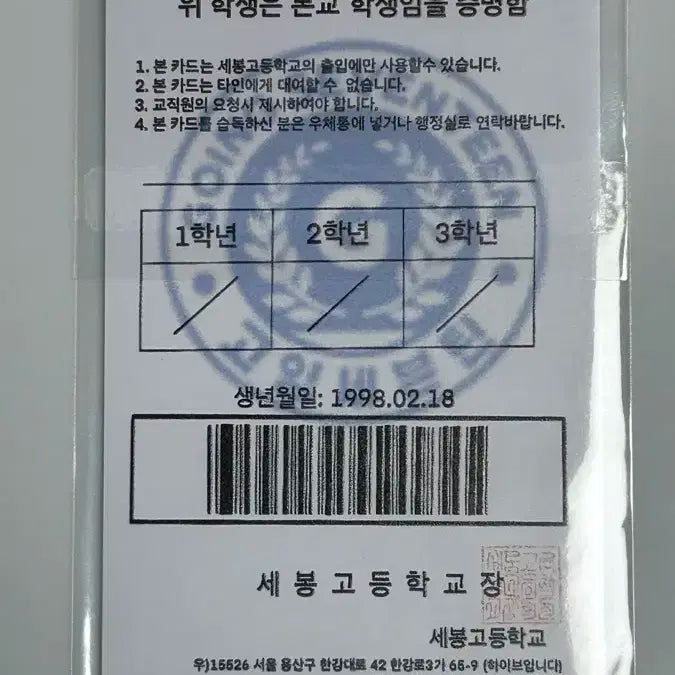 위 학생은 본교 학생임을 증명함
1. 본 카드는 세봉고등학교의 출입에만 사용할수 있습니다.
2. 본 카드는 타인에게 대여할 수 없습니다.
3. 교직원의 요청시 제시하여야 합니다.
4. 본 카드를 습득하신 분은 우체통에 넣거나 행정실로 연락바랍니다.
1학년 2학년 3학년
생년월일: 1998.02.18
세봉고등학교장
세봉고등학교
우)15526 서울 용산구 한강대로 42 한강로3가 65-9 (하이브입니다)